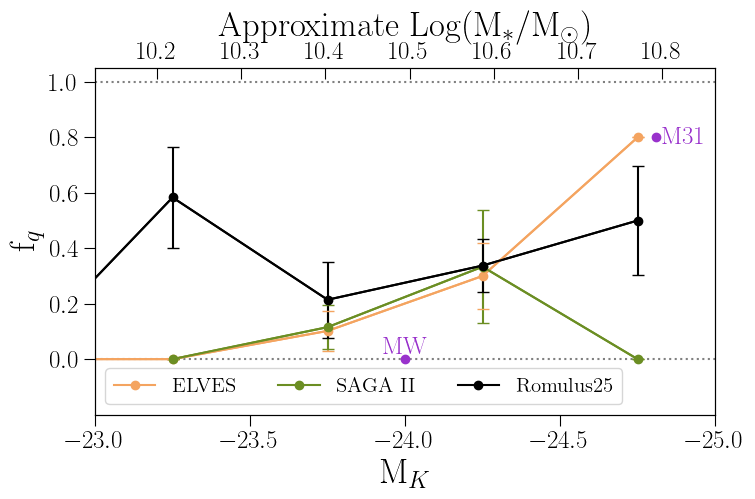 Approximate Log(M*/M⊙)
10.2 10.3 10.4 10.5 10.6 10.7 10.8
1.0
0.8
0.6
0.4
0.2
0.0
f_q
M31
MW
ELVES SAGA II Romulus25
−23.0 −23.5 −24.0 −24.5 −25.0
M_K